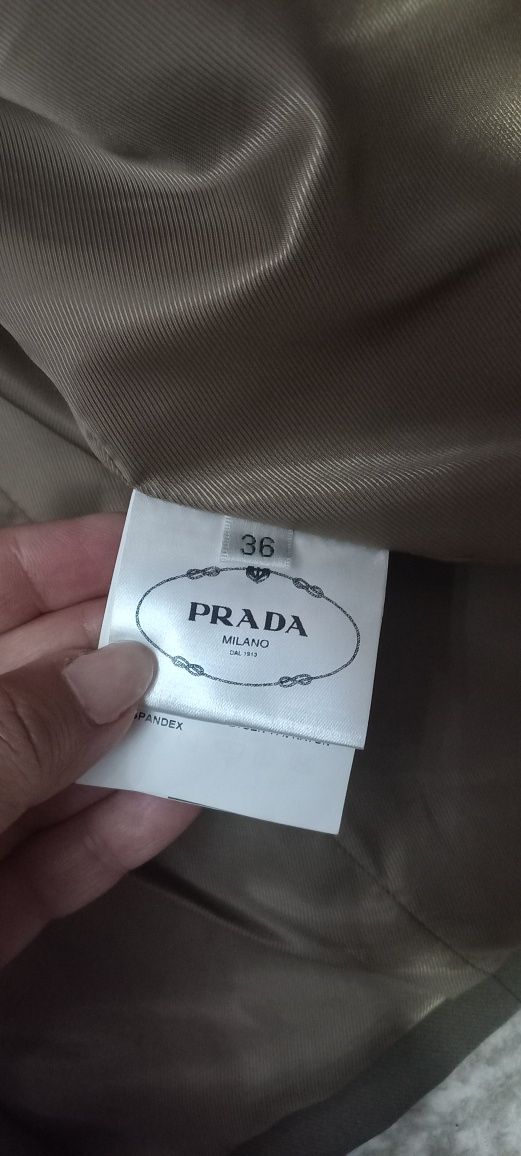 36
PRADA
MILANO
DAL 1913
SPANDEX